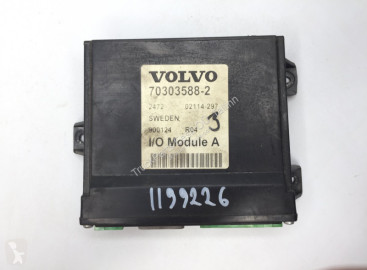 VOLVO
70303588-2
2472 02114-297
SWEDEN
900124 R04 3
I/O Module A
1199226